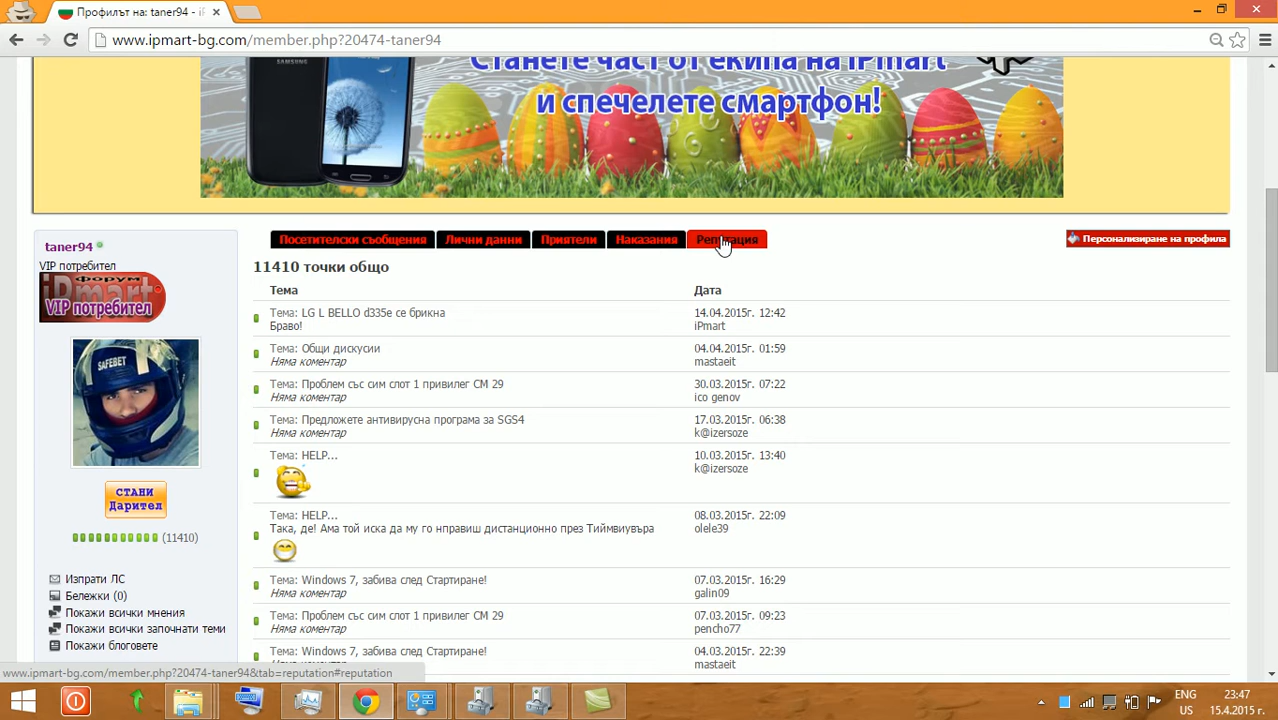 Профилът на: taner94 - iP
www.ipmart-bg.com/member.php?20474-taner94
SAMSUNG
Станете част от екипа на iPmart
и спечелете смартфон!
taner94
VIP потребител
форум
iPmart
VIP потребител
SAFEBET
СТАНИ
Дарител
(11410)
Изпрати ЛС
Бележки (0)
Покажи всички мнения
Покажи всички започнати теми
Покажи блоговете
Посетителски съобщения Лични данни Приятели Наказания Репутация
Персонализиране на профила
11410 точки общо
Тема Дата
Тема: LG L BELLO d335e се брикна 14.04.2015г. 12:42
Браво! iPmart
Тема: Общи дискусии 04.04.2015г. 01:59
Няма коментар mastaeit
Тема: Проблем със сим слот 1 привилег СМ 29 30.03.2015г. 07:22
Няма коментар ico genov
Тема: Предложете антивирусна програма за SGS4 17.03.2015г. 06:38
Няма коментар k@izersoze
Тема: HELP... 10.03.2015г. 13:40
k@izersoze
Тема: HELP... 08.03.2015г. 22:09
Така, де! Ама той иска да му го нправиш дистанционно през Тиймвиувъра olele39
Тема: Windows 7, забива след Стартиране! 07.03.2015г. 16:29
Няма коментар galin09
Тема: Проблем със сим слот 1 привилег СМ 29 07.03.2015г. 09:23
Няма коментар pencho77
Тема: Windows 7, забива след Стартиране! 04.03.2015г. 22:39
Няма коментар mastaeit
www.ipmart-bg.com/member.php?20474-taner94&tab=reputation#reputation
ENG 23:47
US 15.4.2015 г.